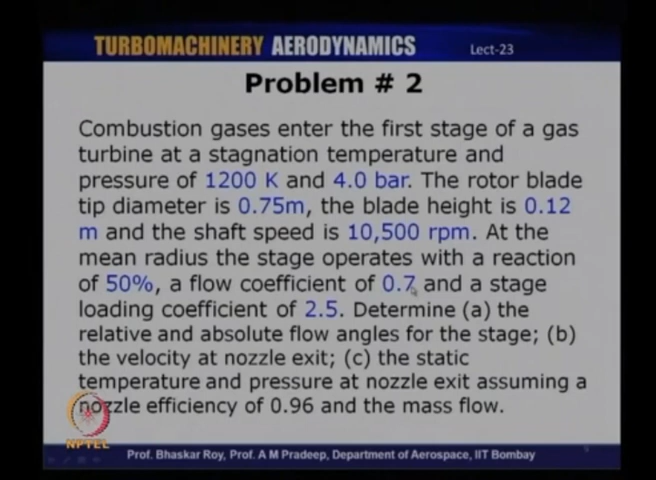 TURBOMACHINERY AERODYNAMICS Lect-23
Problem # 2
Combustion gases enter the first stage of a gas
turbine at a stagnation temperature and
pressure of 1200 K and 4.0 bar. The rotor blade
tip diameter is 0.75m, the blade height is 0.12
m and the shaft speed is 10,500 rpm. At the
mean radius the stage operates with a reaction
of 50%, a flow coefficient of 0.7 and a stage
loading coefficient of 2.5. Determine (a) the
relative and absolute flow angles for the stage; (b)
the velocity at nozzle exit; (c) the static
temperature and pressure at nozzle exit assuming a
nozzle efficiency of 0.96 and the mass flow.
NPTEL
Prof. Bhaskar Roy, Prof. A M Pradeep, Department of Aerospace, IIT Bombay